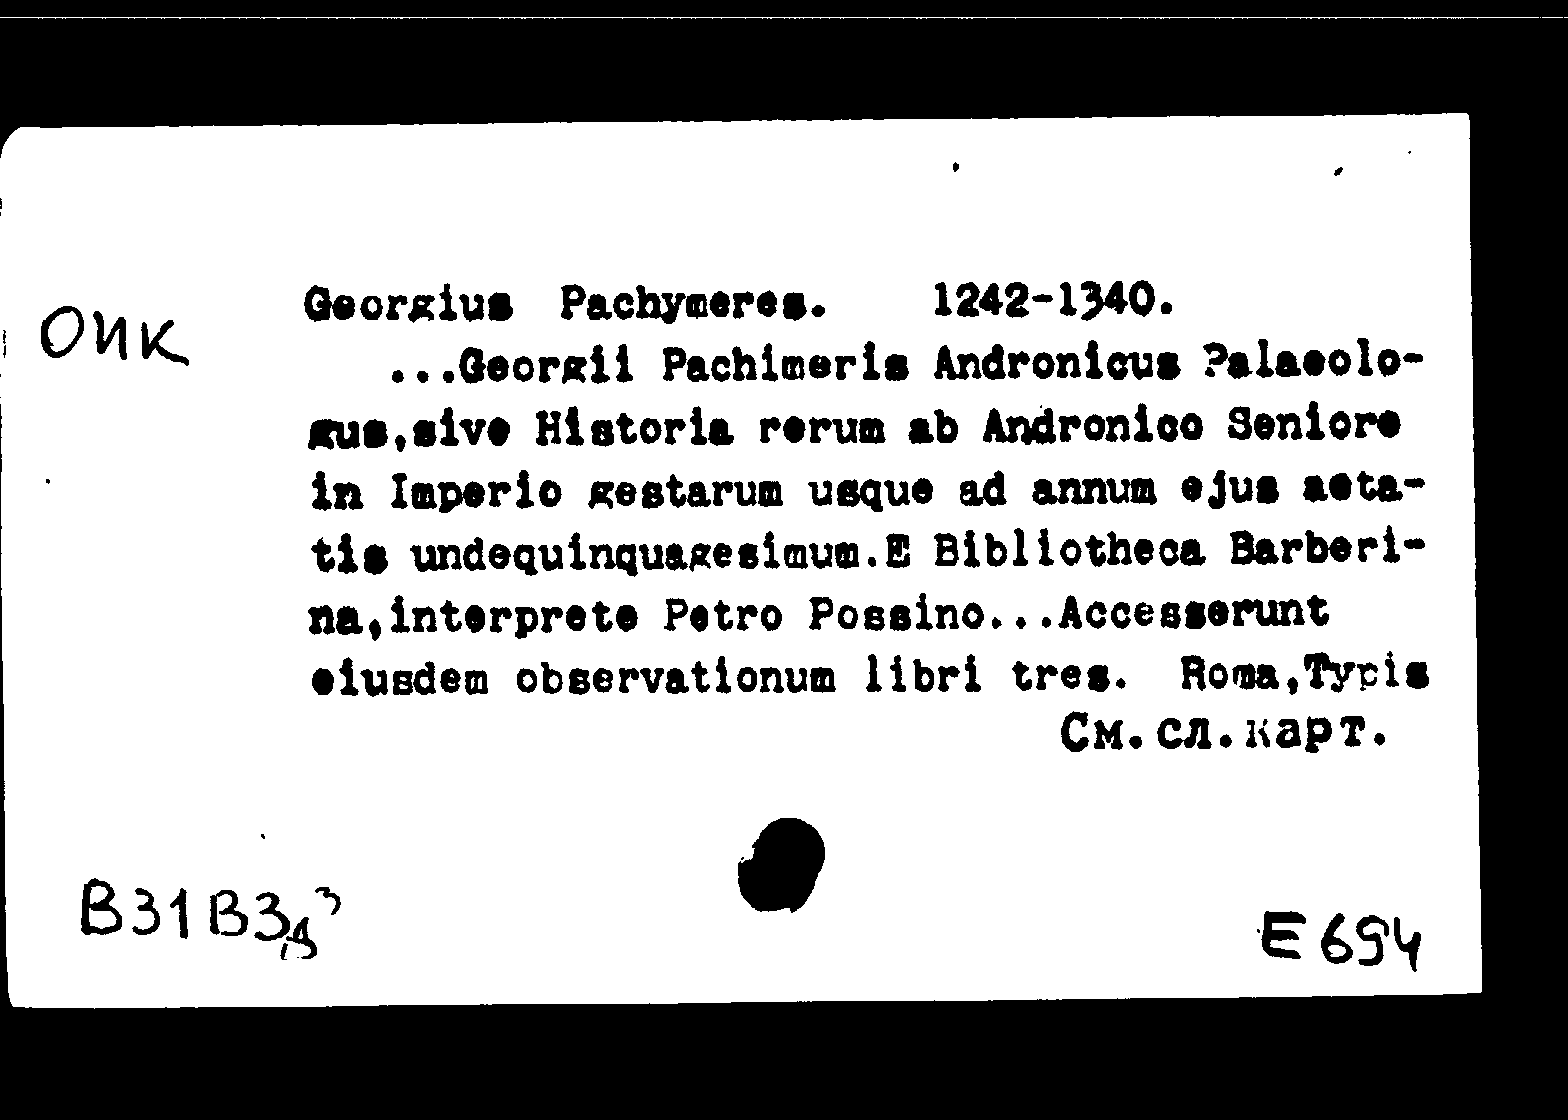 Georgius Pachymeres. 1242-1340.
ОИК
...Georgii Pachimeris Andronicus Palaeolo-
gus,sive Historia rerum ab Andronico Seniore
in Imperio gestarum usque ad annum ejus aeta-
tis undequinquagesimum.E Bibliotheca Barberi-
na,interprete Petro Possino...Accesserunt
eiusdem observationum libri tres. Roma,Typis
См.сл.карт.
B31B3
E 694